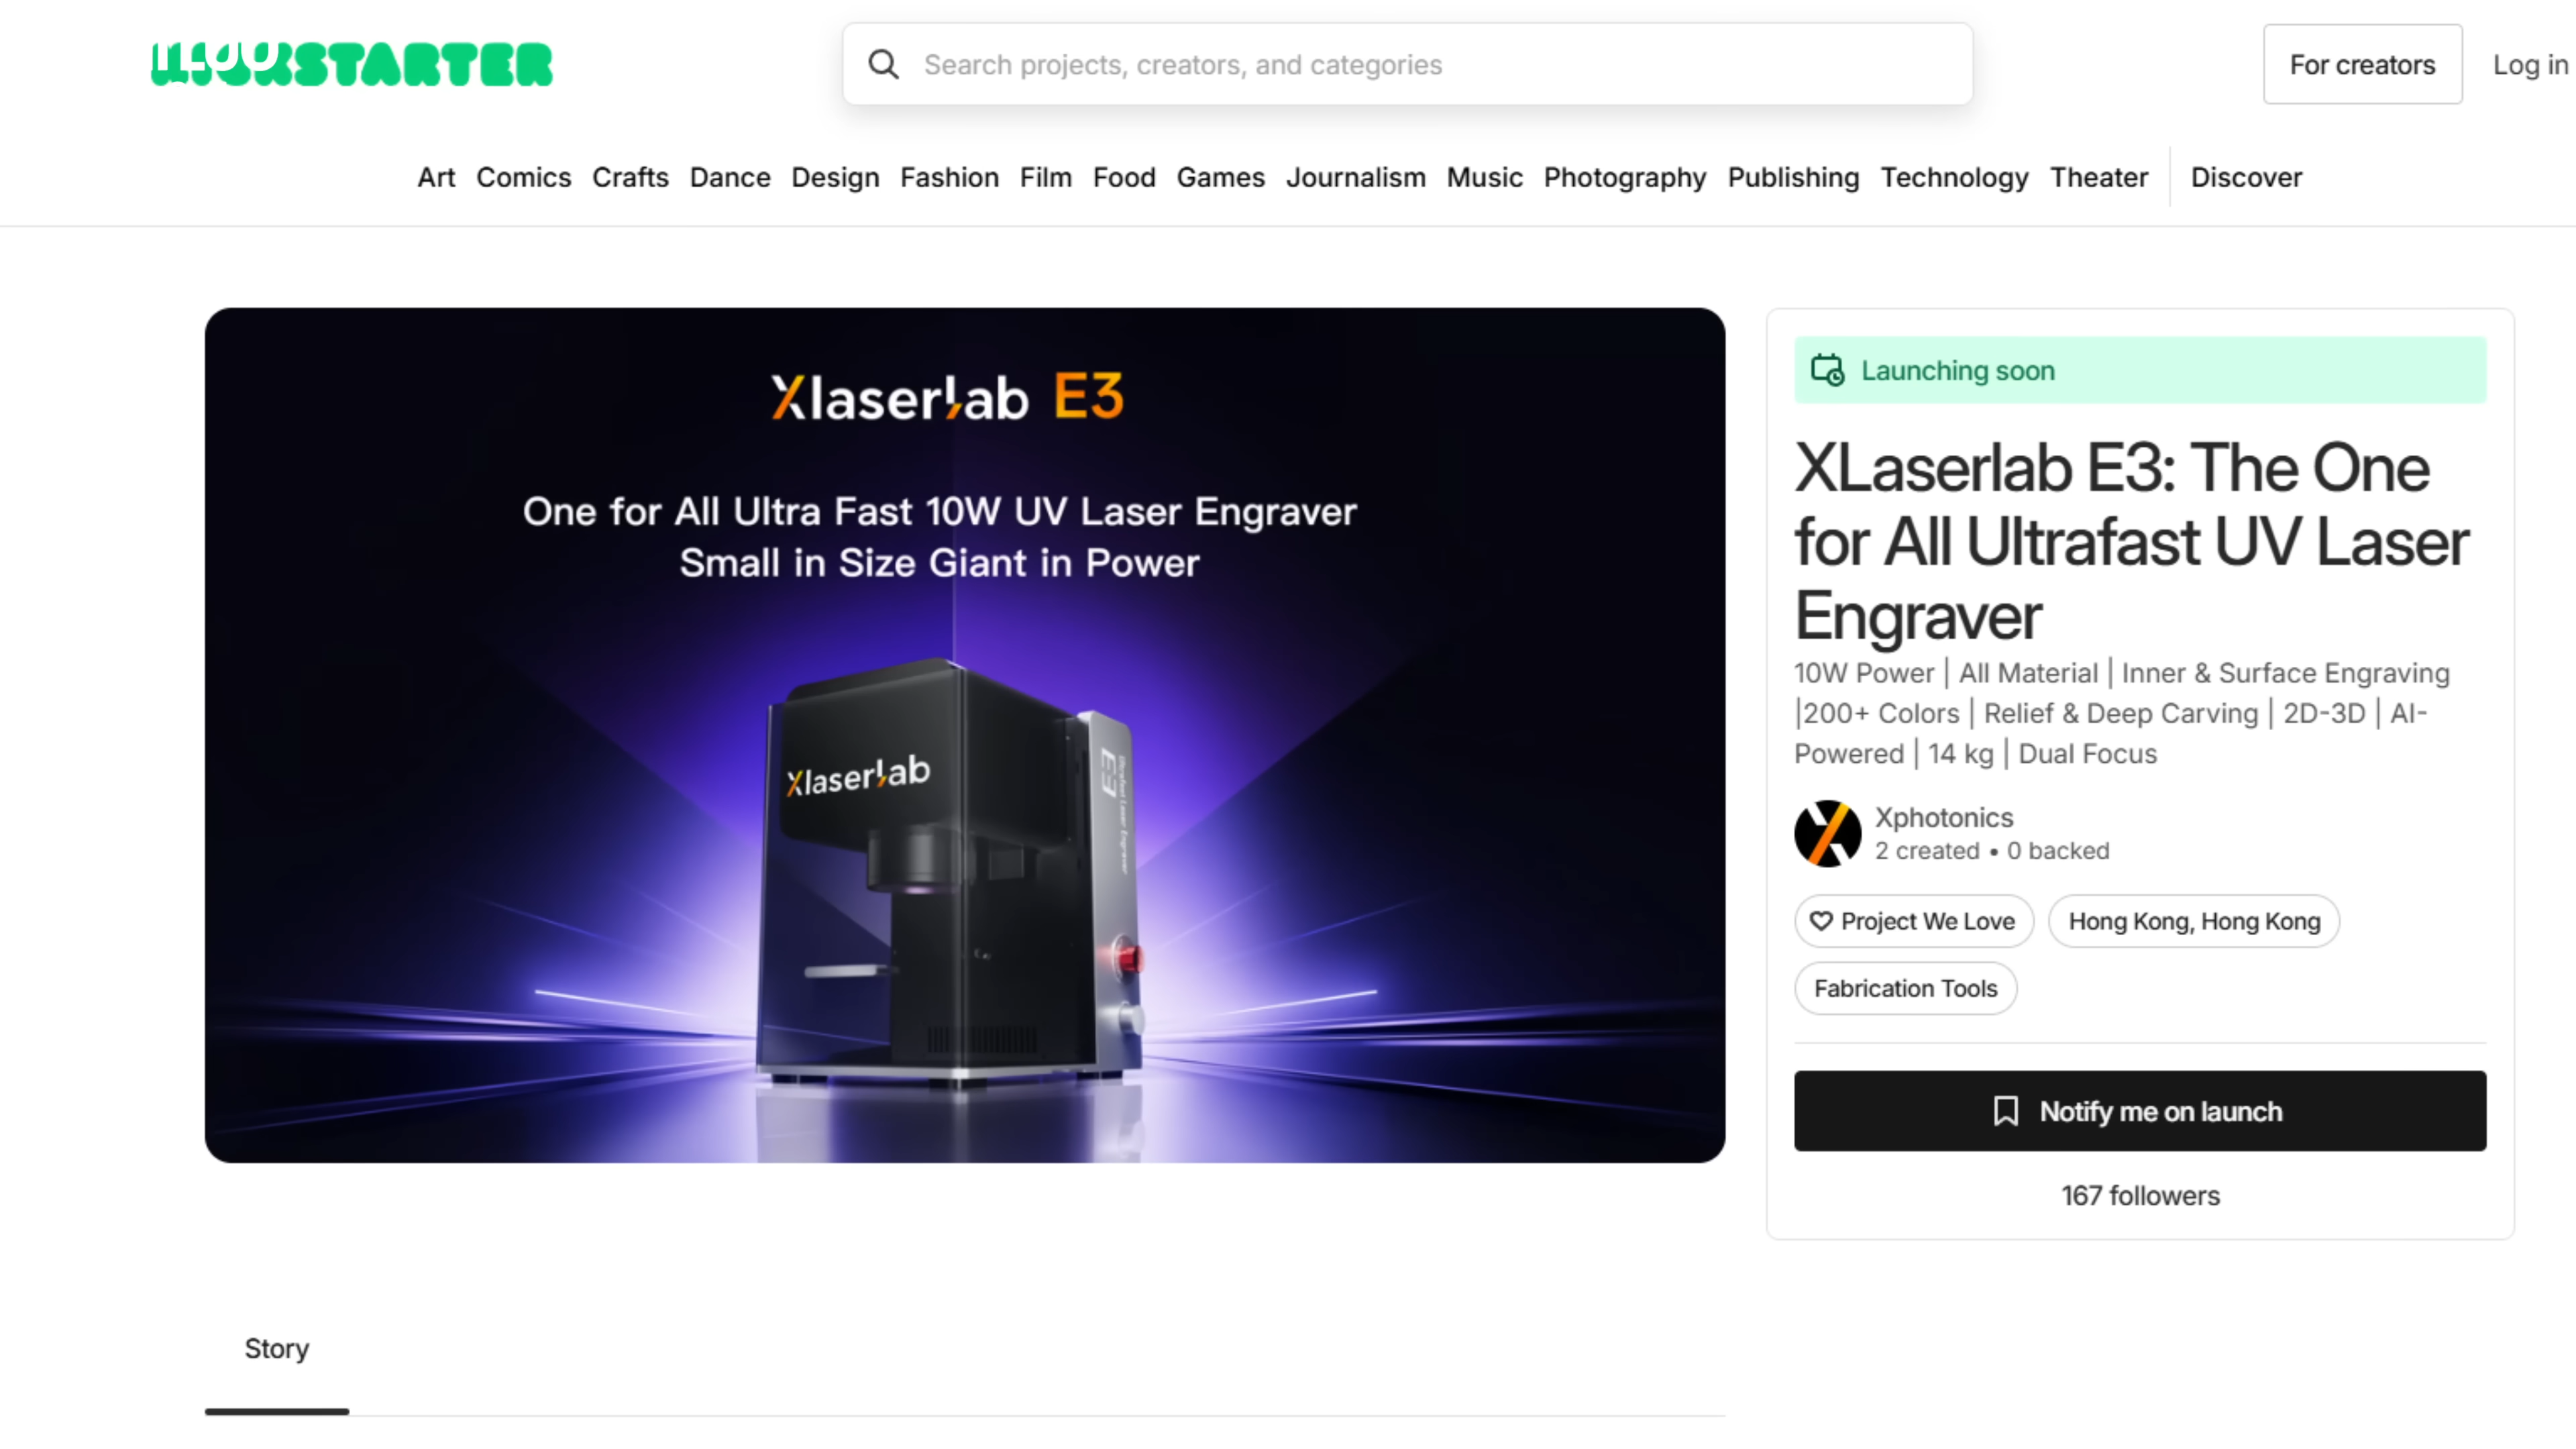 KICKSTARTER
Search projects, creators, and categories
For creators
Log in
Art Comics Crafts Dance Design Fashion Film Food Games Journalism Music Photography Publishing Technology Theater Discover
Xlaserlab E3
One for All Ultra Fast 10W UV Laser Engraver
Small in Size Giant in Power
Xlaserlab
E3
Ultrafast Laser Engraver
Launching soon
XLaserlab E3: The One
for All Ultrafast UV Laser
Engraver
10W Power | All Material | Inner & Surface Engraving
|200+ Colors | Relief & Deep Carving | 2D-3D | AI-
Powered | 14 kg | Dual Focus
Xphotonics
2 created • 0 backed
Project We Love
Hong Kong, Hong Kong
Fabrication Tools
Notify me on launch
167 followers
Story